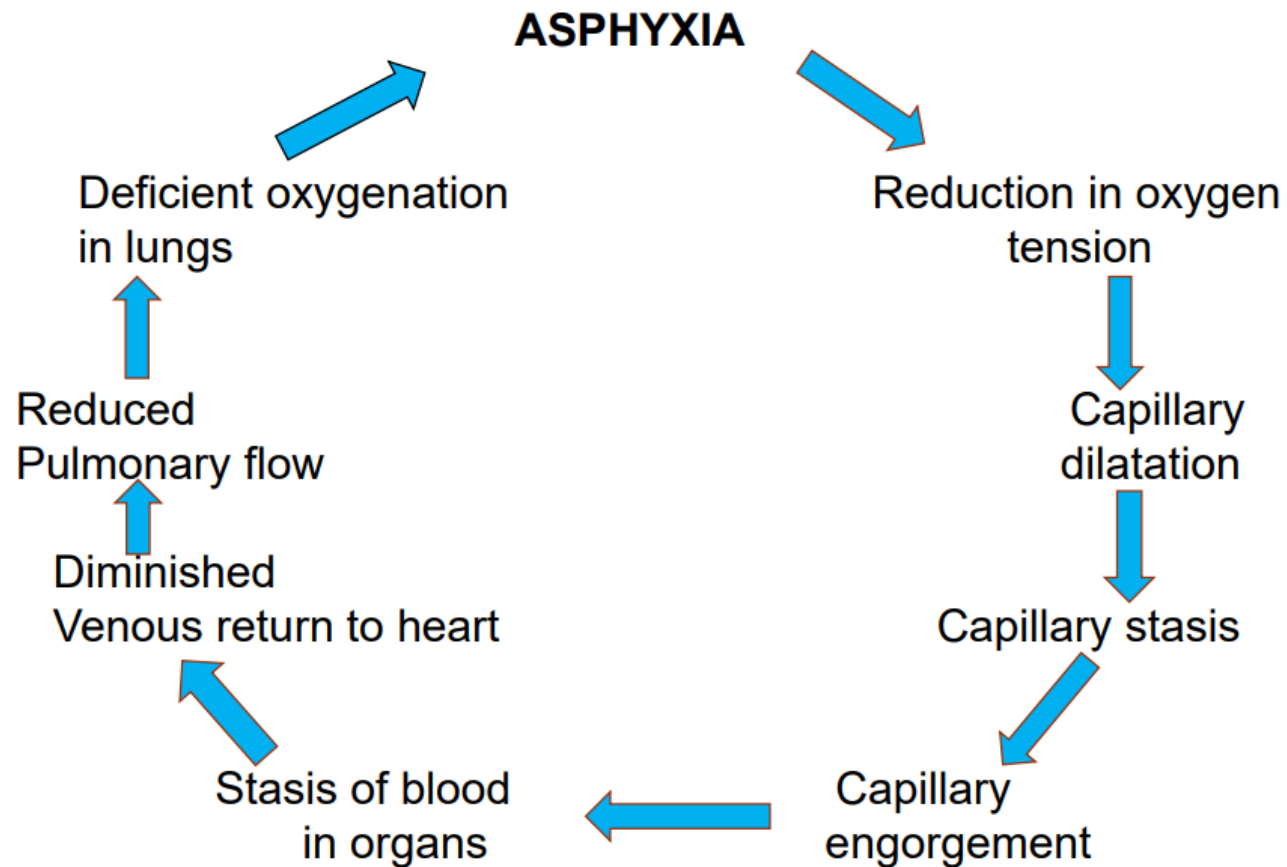 ASPHYXIA
Reduction in oxygen
tension
Capillary
dilatation
Capillary stasis
Capillary
engorgement
Stasis of blood
in organs
Diminished
Venous return to heart
Reduced
Pulmonary flow
Deficient oxygenation
in lungs